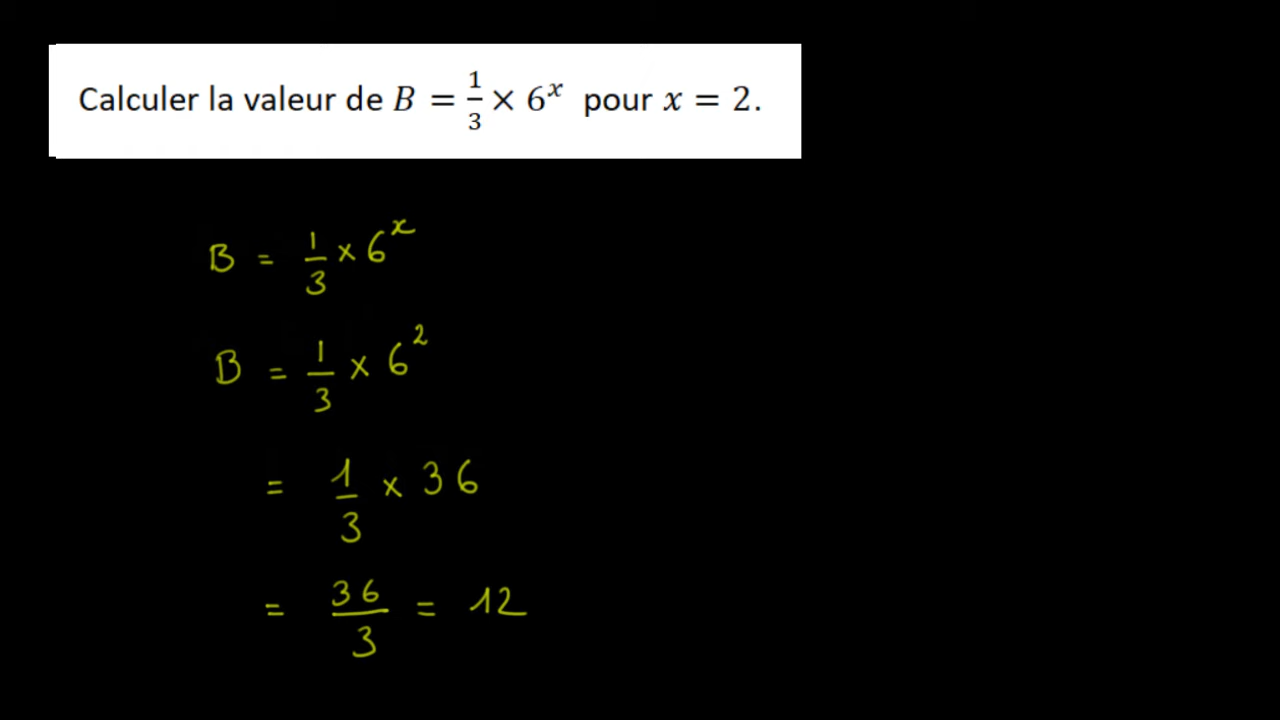 Calculer la valeur de B = 1/3 × 6^x pour x = 2.
B = 1/3 × 6^x
B = 1/3 × 6^2
= 1/3 × 36
= 36/3 = 12